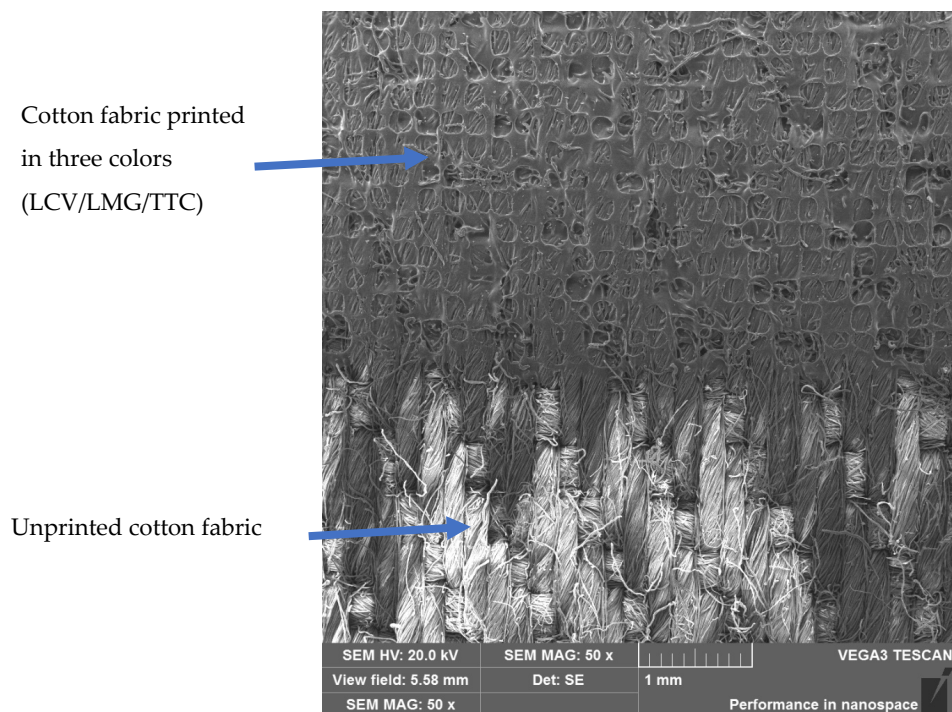 Cotton fabric printed
in three colors
(LCV/LMG/TTC)
Unprinted cotton fabric
SEM HV: 20.0 kV
SEM MAG: 50 x
VEGA3 TESCAN
View field: 5.58 mm
Det: SE
1 mm
SEM MAG: 50 x
Performance in nanospace